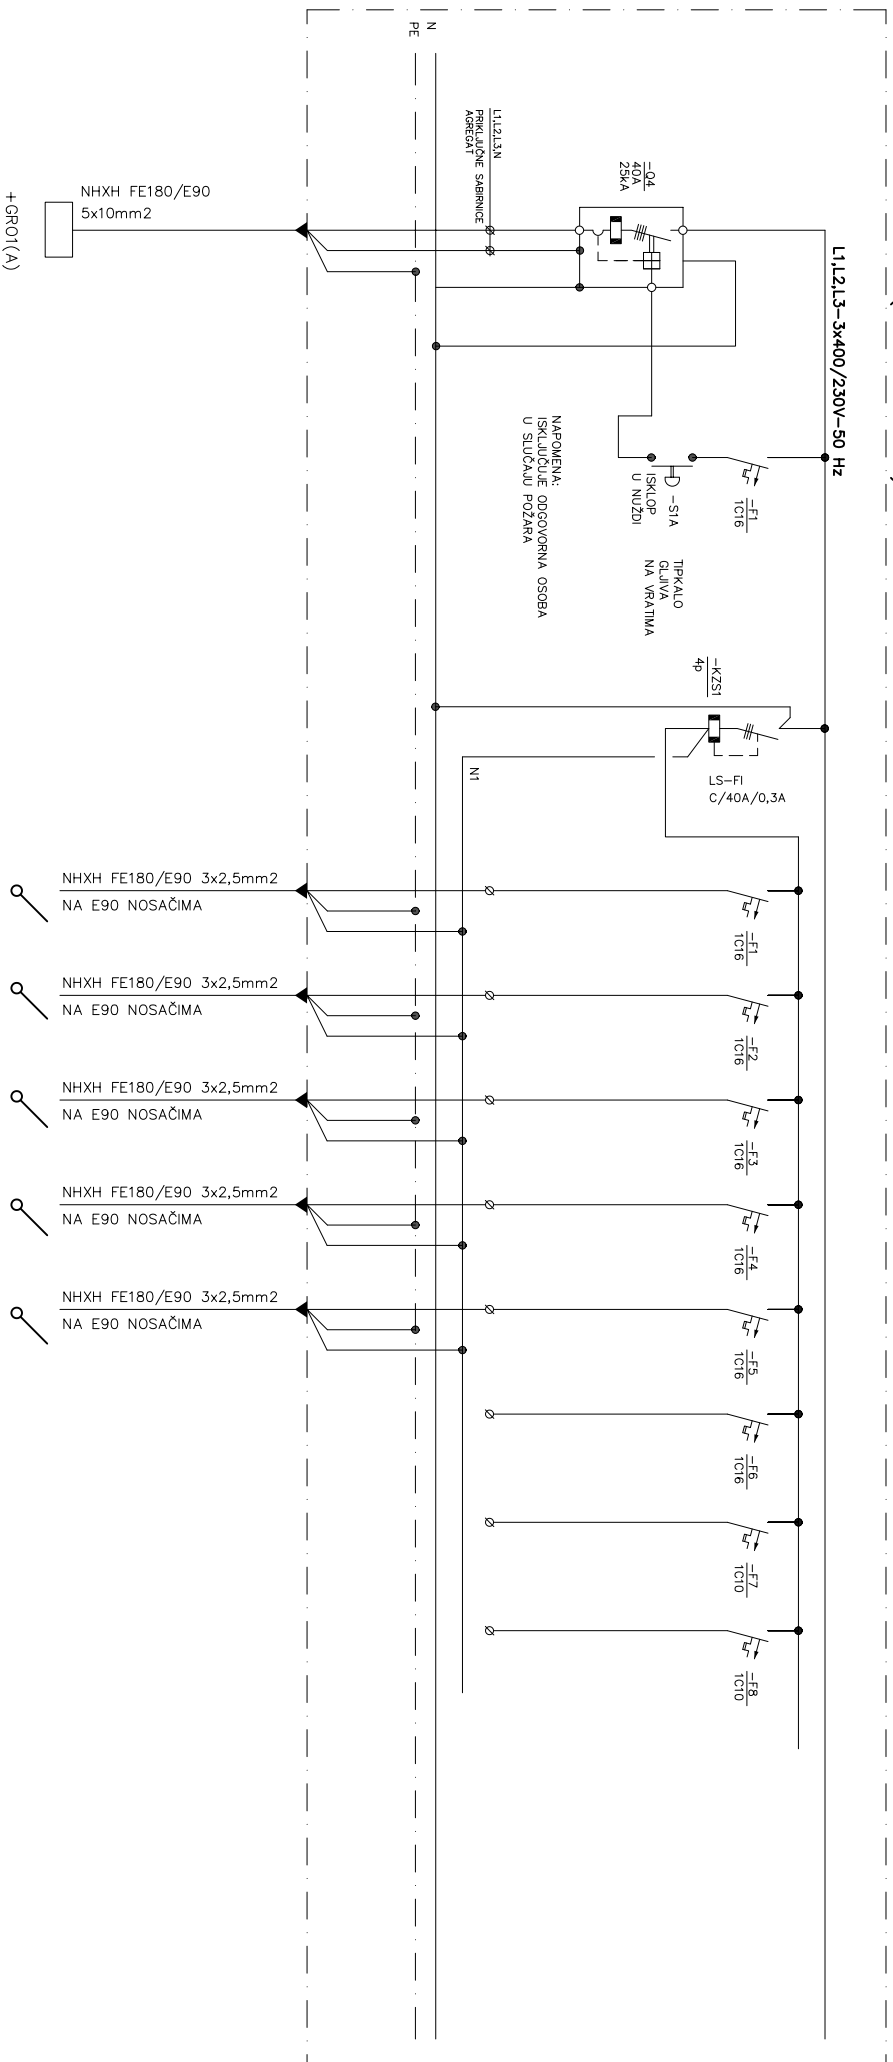 N
PE
L1,L2,L3,N
PRIKLJUČNE SABIRNICE
AGREGAT
-Q4
40A
25kA
NHXH FE180/E90
5x10mm2
+GR01(A)
L1,L2,L3-3x400/230V-50 Hz
-F1
1C16
-S1A
ISKLOP
U NUŽDI
TIPKALO
GLJIVA
NA VRATIMA
NAPOMENA:
ISKLJUČUJE ODGOVORNA OSOBA
U SLUČAJU POŽARA
-KZS1
4p
LS-FI
C/40A/0,3A
N1
NHXH FE180/E90 3x2,5mm2
NA E90 NOSAČIMA
-F1
1C16
NHXH FE180/E90 3x2,5mm2
NA E90 NOSAČIMA
-F2
1C16
NHXH FE180/E90 3x2,5mm2
NA E90 NOSAČIMA
-F3
1C16
NHXH FE180/E90 3x2,5mm2
NA E90 NOSAČIMA
-F4
1C16
NHXH FE180/E90 3x2,5mm2
NA E90 NOSAČIMA
-F5
1C16
-F6
1C16
-F7
1C10
-F8
1C10